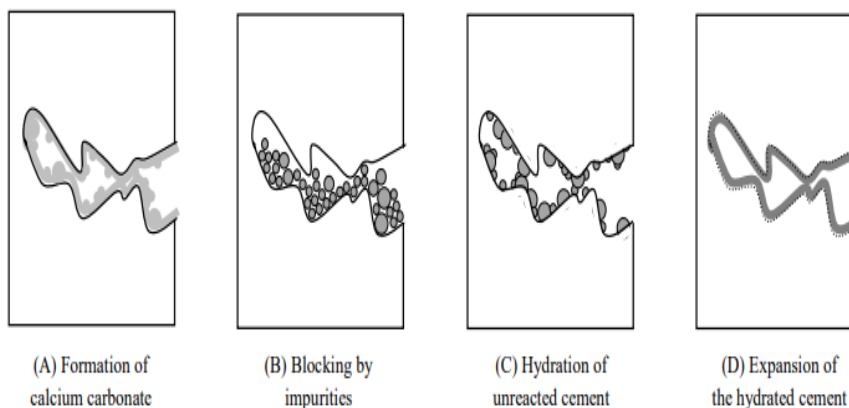 (A) Formation of
calcium carbonate
(B) Blocking by
impurities
(C) Hydration of
unreacted cement
(D) Expansion of
the hydrated cement